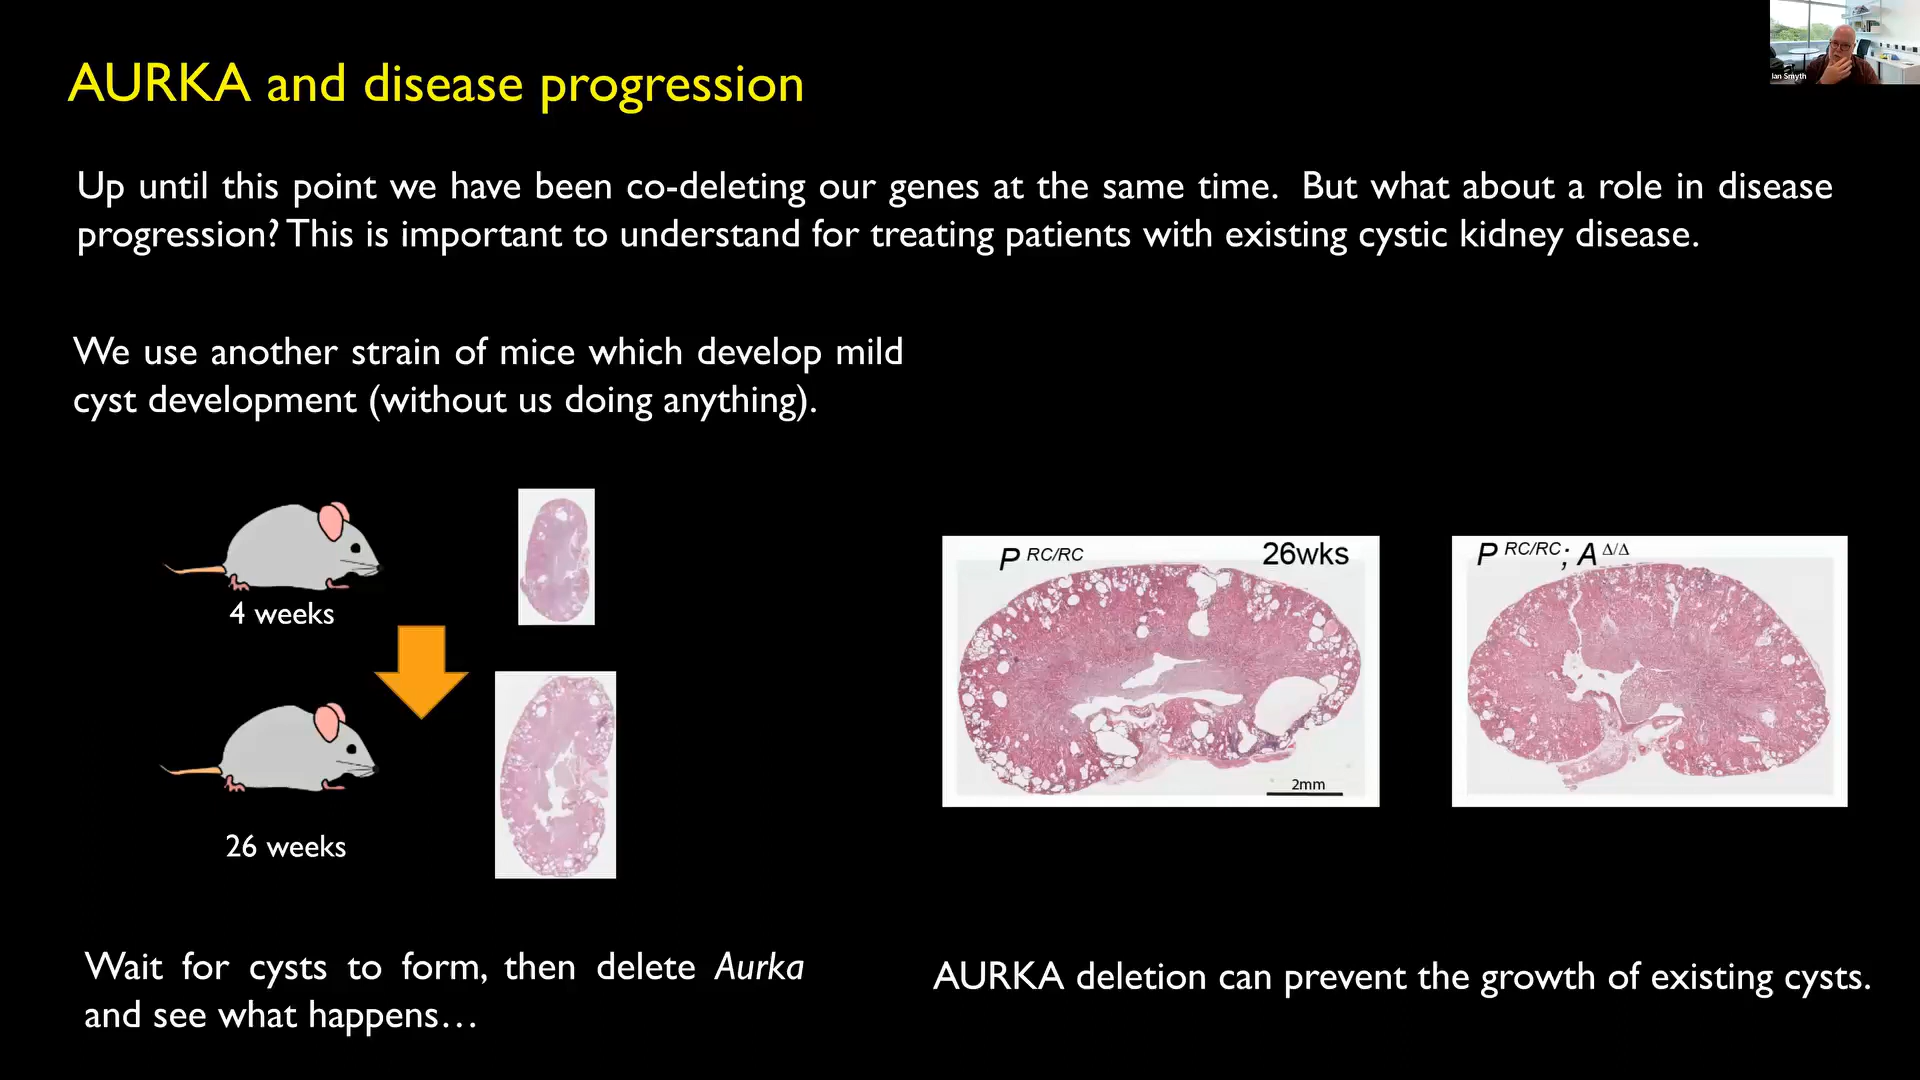 AURKA and disease progression
Ian Smyth
Up until this point we have been co-deleting our genes at the same time. But what about a role in disease
progression? This is important to understand for treating patients with existing cystic kidney disease.
We use another strain of mice which develop mild
cyst development (without us doing anything).
4 weeks
26 weeks
P RC/RC
26wks
2mm
P RC/RC; A Δ/Δ
Wait for cysts to form, then delete Aurka
and see what happens…
AURKA deletion can prevent the growth of existing cysts.